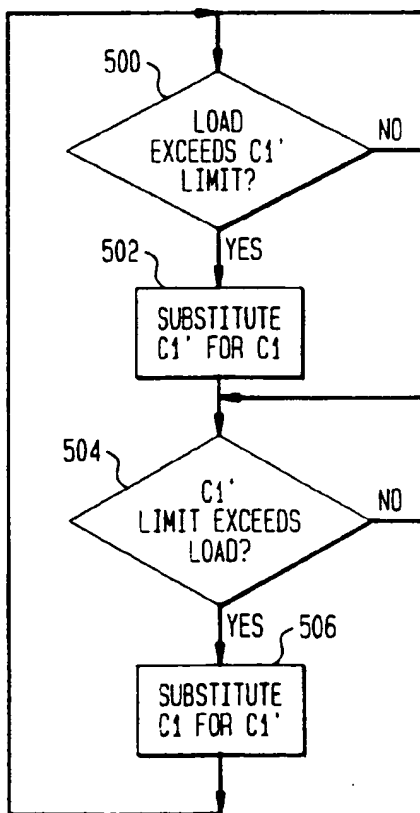 500
LOAD
EXCEEDS C1'
LIMIT?
NO
YES
502
SUBSTITUTE
C1' FOR C1
504
C1'
LIMIT EXCEEDS
LOAD?
NO
YES
506
SUBSTITUTE
C1 FOR C1'